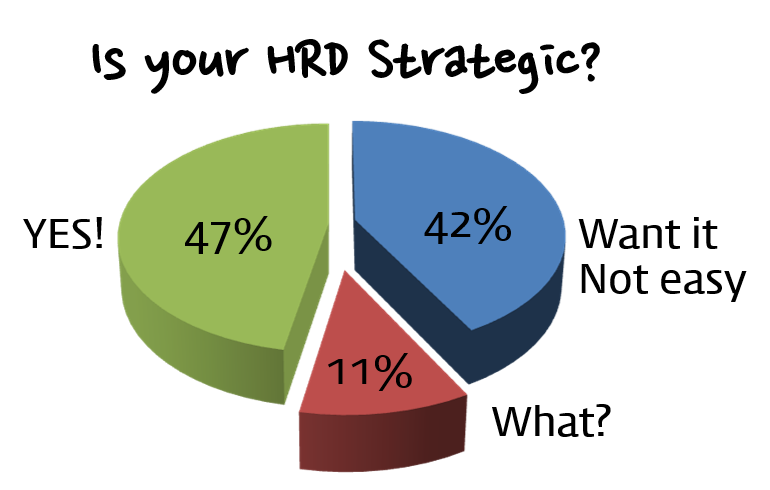 Is your HRD Strategic?
YES!
47%
42%
Want it
Not easy
11%
What?